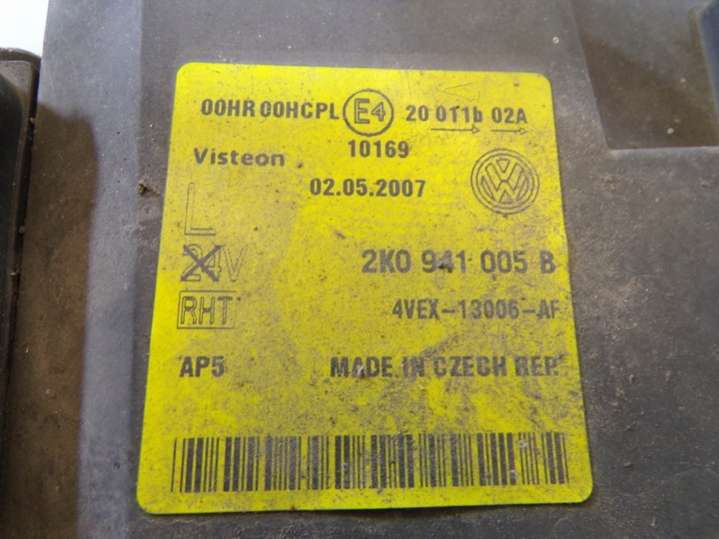 00HR 00HCPL E4 20 01Tb 02A
10169
Visteon
02.05.2007
L
24V
2K0 941 005 B
RHT
4VEX-13006-AF
AP5 MADE IN CZECH REP.